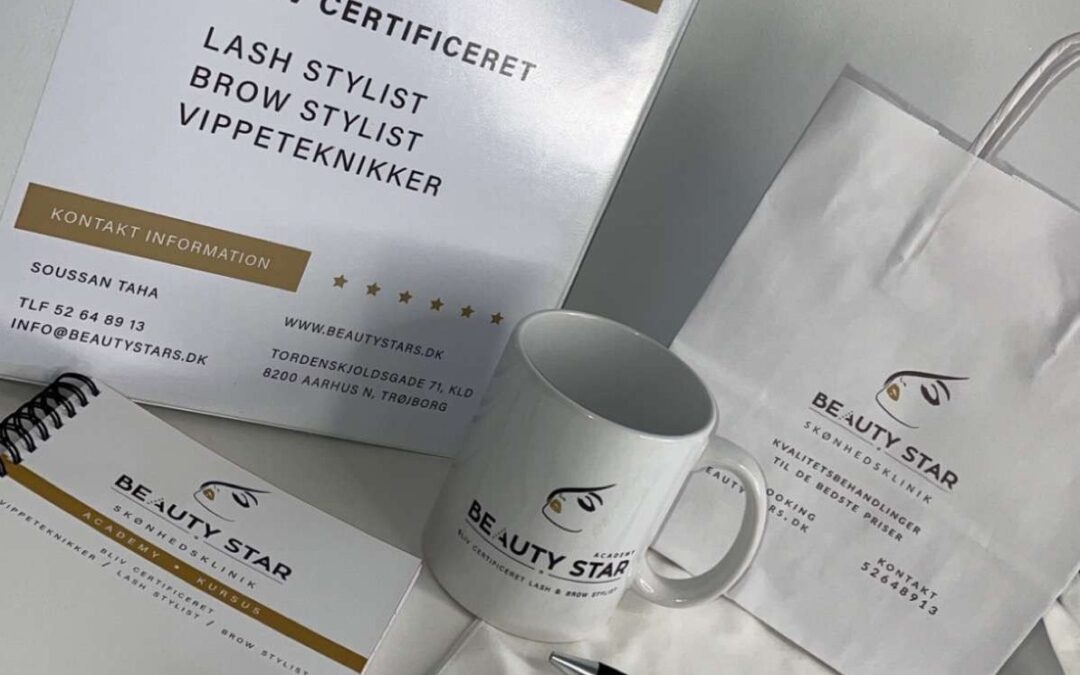 CERTIFICERET
LASH STYLIST
BROW STYLIST
VIPPETEKNIKKER
KONTAKT INFORMATION
SOUSSAN TAHA
TLF 52 64 89 13
INFO@BEAUTYSTARS.DK
WWW.BEAUTYSTARS.DK
TORDENSKJOLDSGADE 71, KLD
8200 AARHUS N, TRØJBORG
BEAUTY STAR
SKØNHEDSKLINIK
ACADEMY • KURSUS
BLIV CERTIFICERET
VIPPETEKNIKKER / LASH STYLIST / BROW STYLIST
BEAUTY STAR
ACADEMY
BLIV CERTIFICERET LASH & BROW STYLIST
BEAUTY STAR
SKØNHEDSKLINIK
KVALITETSBEHANDLINGER
TIL DE BEDSTE PRISER
KONTAKT
52648913